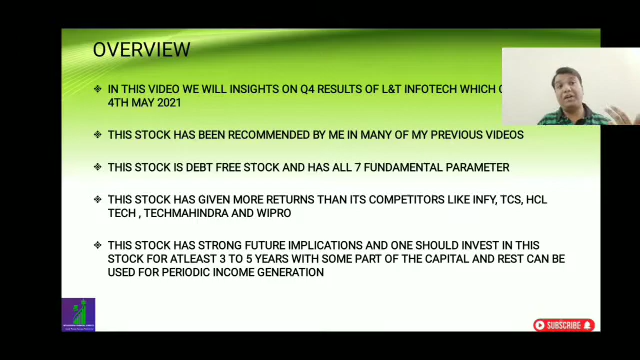 OVERVIEW
IN THIS VIDEO WE WILL INSIGHTS ON Q4 RESULTS OF L&T INFOTECH WHICH
4TH MAY 2021
THIS STOCK HAS BEEN RECOMMENDED BY ME IN MANY OF MY PREVIOUS VIDEOS
THIS STOCK IS DEBT FREE STOCK AND HAS ALL 7 FUNDAMENTAL PARAMETER
THIS STOCK HAS GIVEN MORE RETURNS THAN ITS COMPETITORS LIKE INFY, TCS, HCL
TECH , TECHMAHINDRA AND WIPRO
THIS STOCK HAS STRONG FUTURE IMPLICATIONS AND ONE SHOULD INVEST IN THIS
STOCK FOR ATLEAST 3 TO 5 YEARS WITH SOME PART OF THE CAPITAL AND REST CAN BE
USED FOR PERIODIC INCOME GENERATION
SUBSCRIBE